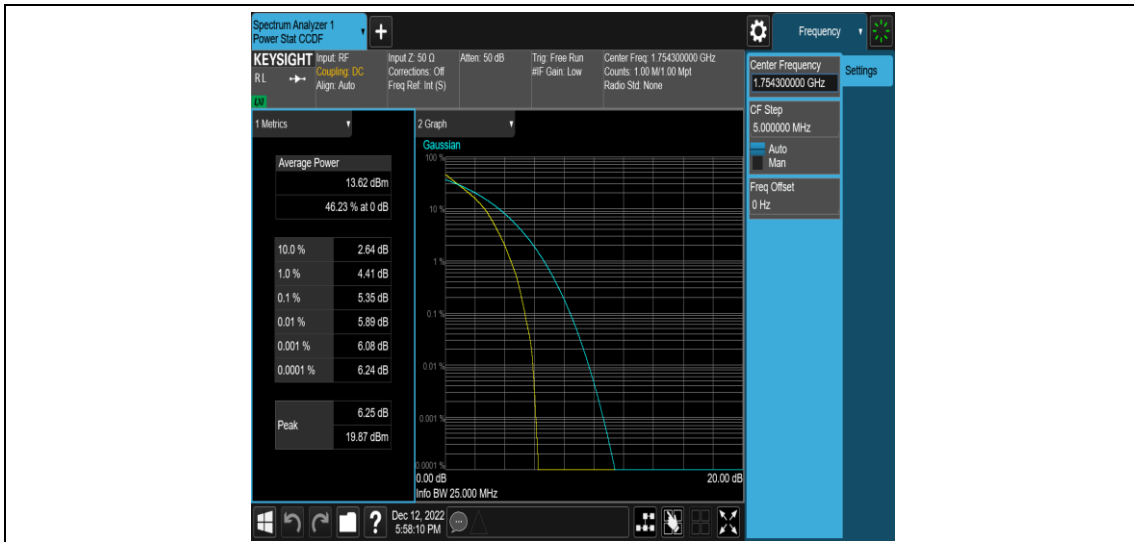 Spectrum Analyzer 1
Power Stat CCDF
+
Frequency
KEYSIGHT
RL
LXI
Input: RF
Coupling: DC
Align: Auto
Input Z: 50 Ω
Corrections: Off
Freq Ref: Int (S)
Atten: 50 dB
Trig: Free Run
#IF Gain: Low
Center Freq: 1.754300000 GHz
Counts: 1.00 M/1.00 Mpt
Radio Std: None
Center Frequency
1.754300000 GHz
Settings
CF Step
5.000000 MHz
Auto
Man
Freq Offset
0 Hz
1 Metrics
Average Power
13.62 dBm
46.23 % at 0 dB
10.0 % 2.64 dB
1.0 % 4.41 dB
0.1 % 5.35 dB
0.01 % 5.89 dB
0.001 % 6.08 dB
0.0001 % 6.24 dB
Peak
6.25 dB
19.87 dBm
2 Graph
Gaussian
100 %
10 %
1 %
0.1 %
0.01 %
0.001 %
0.0001 %
0.00 dB 20.00 dB
Info BW 25.000 MHz
?
Dec 12, 2022
5:58:10 PM